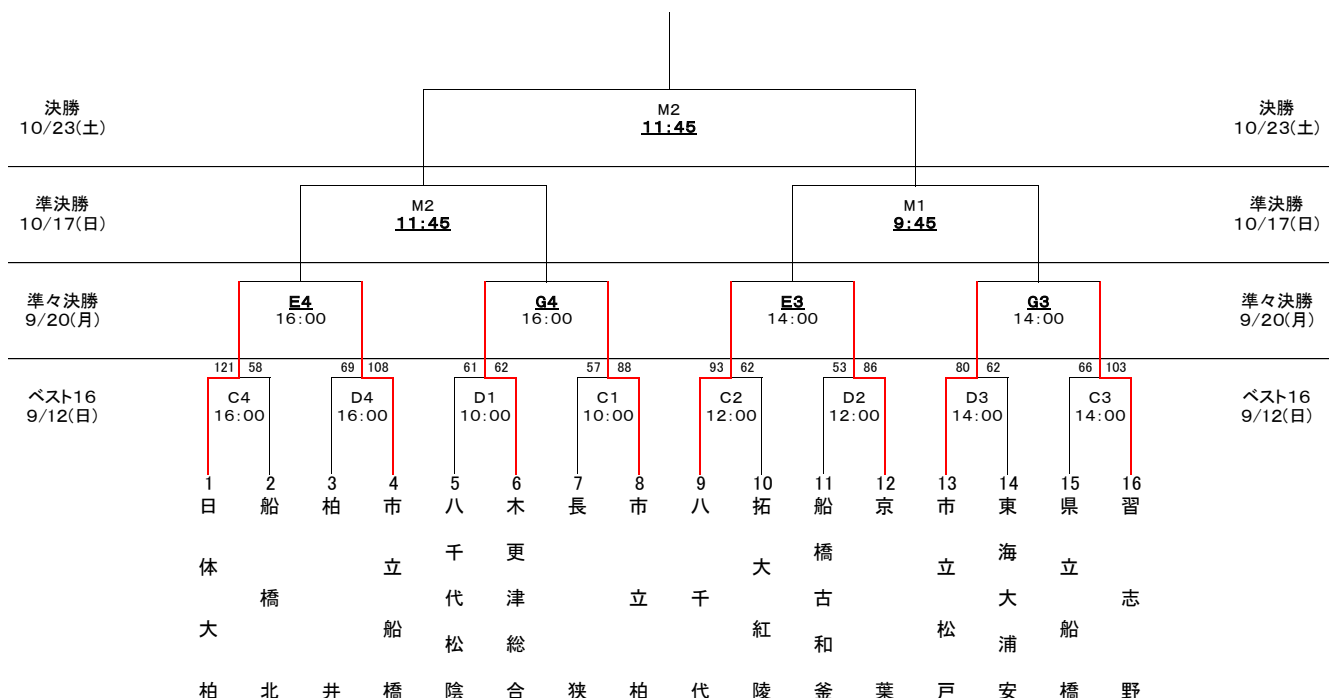 決勝
10/23(土)
M2
11:45
決勝
10/23(土)
準決勝
10/17(日)
M2
11:45
M1
9:45
準決勝
10/17(日)
準々決勝
9/20(月)
E4
16:00
G4
16:00
E3
14:00
G3
14:00
準々決勝
9/20(月)
121 58 69 108 61 62 57 88 93 62 53 86 80 62 66 103
ベスト16
9/12(日)
C4
16:00
D4
16:00
D1
10:00
C1
10:00
C2
12:00
D2
12:00
D3
14:00
C3
14:00
ベスト16
9/12(日)
1 2 3 4 5 6 7 8 9 10 11 12 13 14 15 16
日体大柏
船橋北
柏井
市立船橋
八千代松陰
木更津総合
長狭
市立柏
八千代
拓大紅陵
船橋古和釜
京葉
市立松戸
東海大浦安
県立船橋
習志野